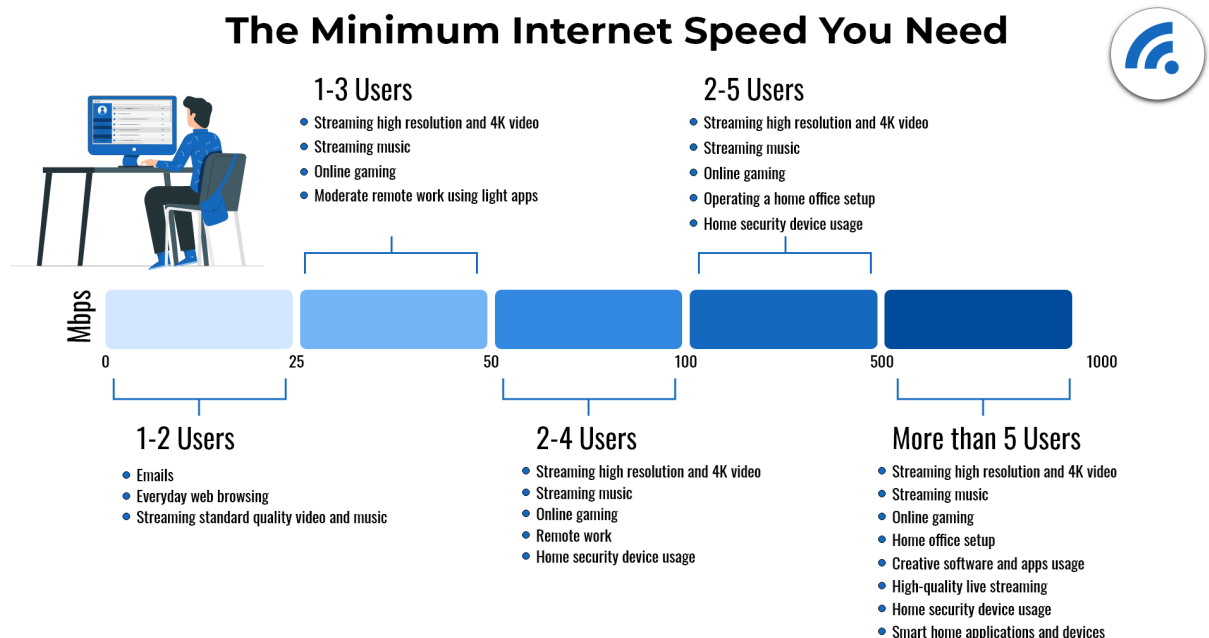 The Minimum Internet Speed You Need
1-3 Users
Streaming high resolution and 4K video
Streaming music
Online gaming
Moderate remote work using light apps
2-5 Users
Streaming high resolution and 4K video
Streaming music
Online gaming
Operating a home office setup
Home security device usage
Mbps
0
25
50
100
500
1000
1-2 Users
Emails
Everyday web browsing
Streaming standard quality video and music
2-4 Users
Streaming high resolution and 4K video
Streaming music
Online gaming
Remote work
Home security device usage
More than 5 Users
Streaming high resolution and 4K video
Streaming music
Online gaming
Home office setup
Creative software and apps usage
High-quality live streaming
Home security device usage
Smart home applications and devices